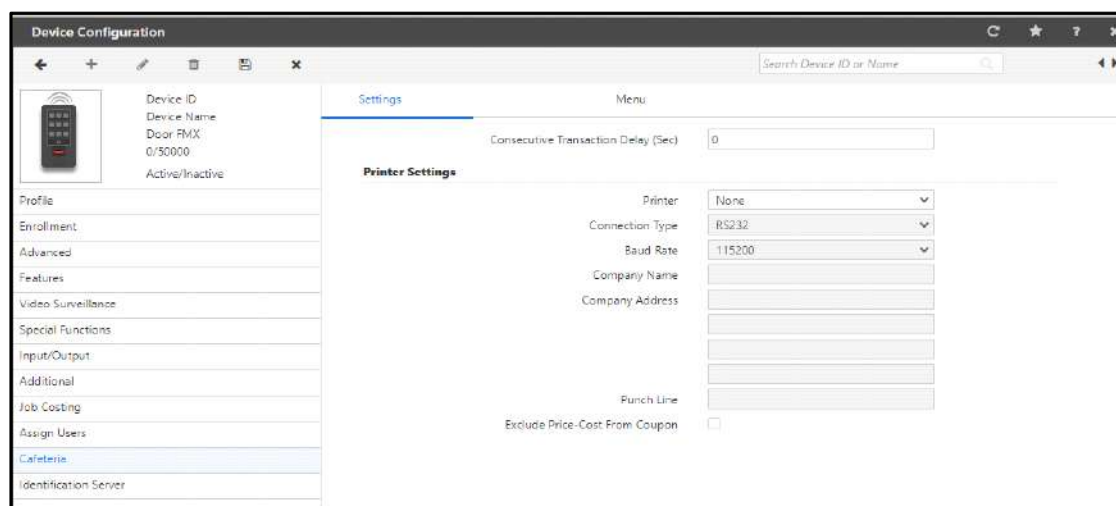 Device Configuration
?
Search Device ID or Name
Device ID
Device Name
Door FMX
0/50000
Active/Inactive
Profile
Enrollment
Advanced
Features
Video Surveillance
Special Functions
Input/Output
Additional
Job Costing
Assign Users
Cafeteria
Identification Server
Settings
Menu
Consecutive Transaction Delay (Sec)
0
Printer Settings
Printer
None
Connection Type
RS232
Baud Rate
115200
Company Name
Company Address
Punch Line
Exclude Price-Cost From Coupon